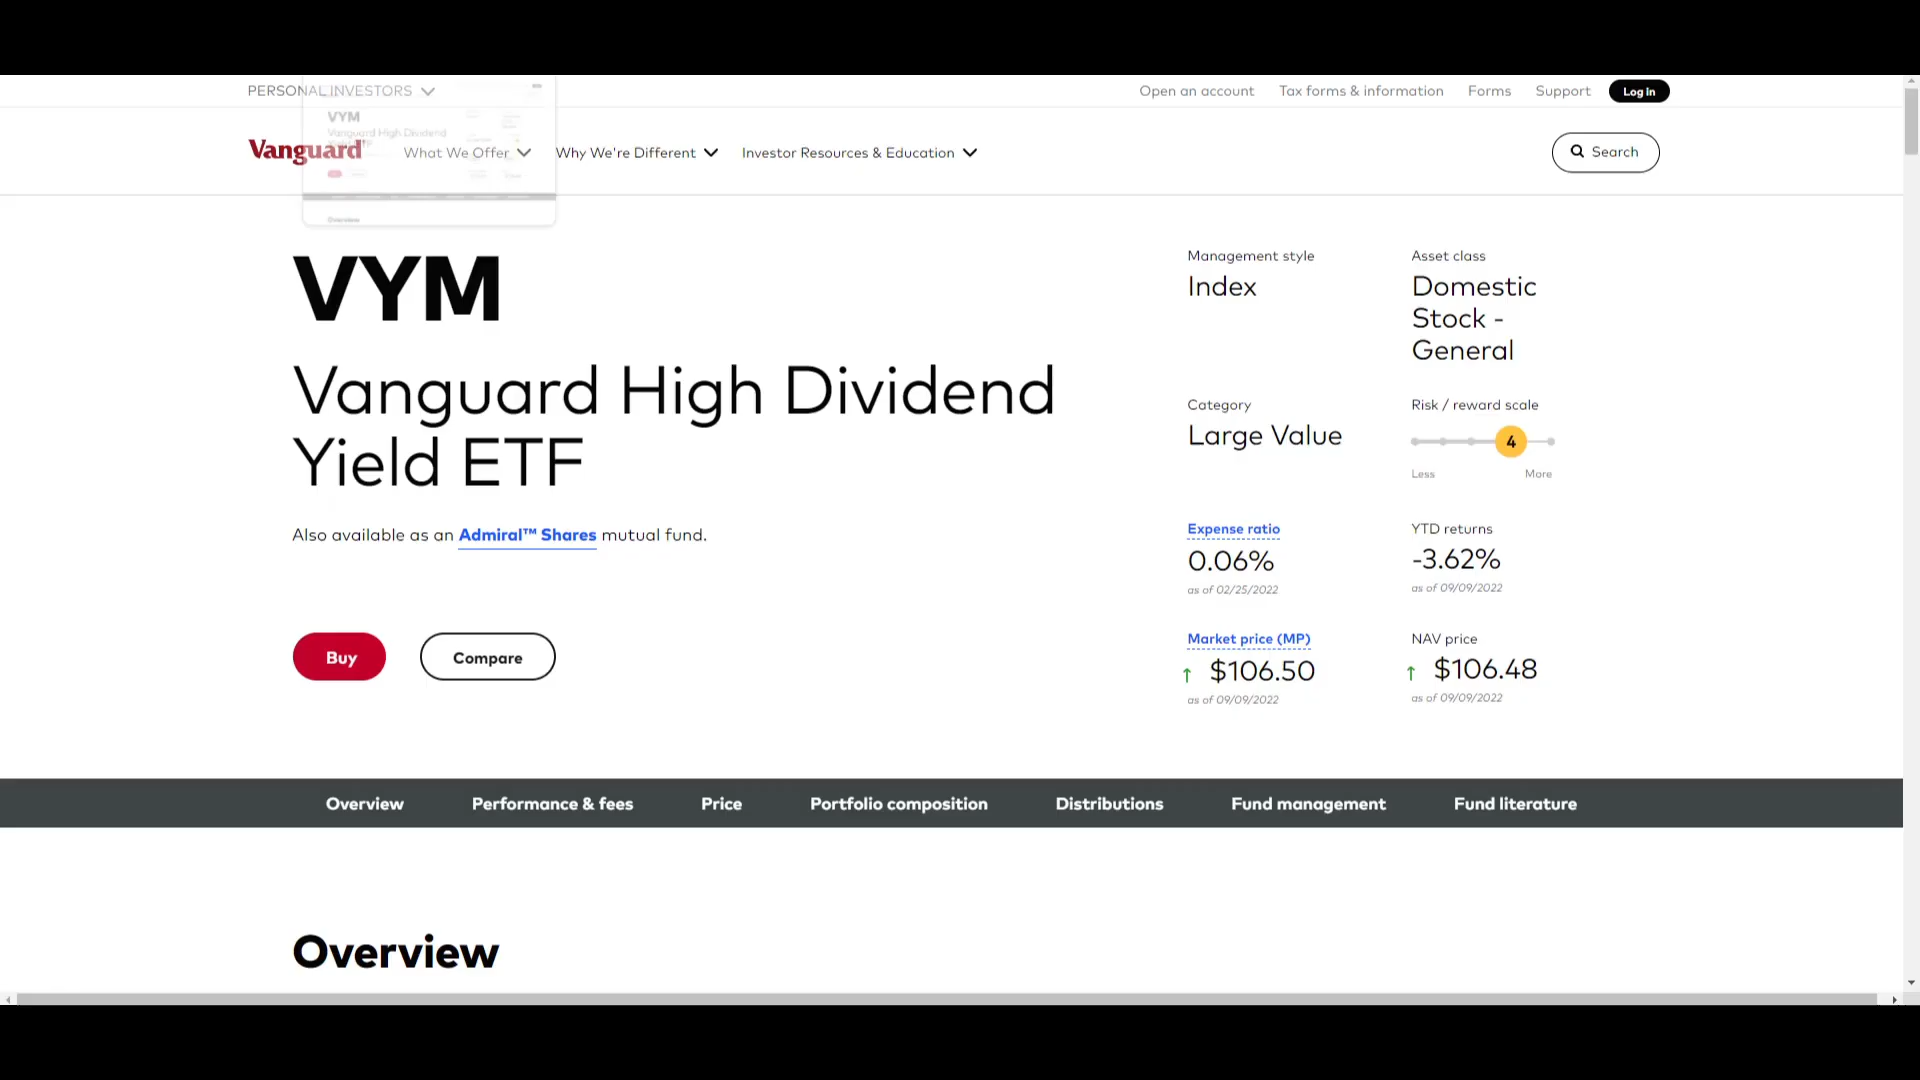 PERSONAL INVESTORS
Open an account
Tax forms & information
Forms
Support
Log in
VYM
Vanguard High Dividend
Vanguard
What We Offer
Why We're Different
Investor Resources & Education
Search
Overview
VYM
Vanguard High Dividend
Yield ETF
Also available as an Admiral™ Shares mutual fund.
Buy
Compare
Management style
Index
Asset class
Domestic
Stock -
General
Category
Large Value
Risk / reward scale
4
Less
More
Expense ratio
0.06%
as of 02/25/2022
YTD returns
-3.62%
as of 09/09/2022
Market price (MP)
↑ $106.50
as of 09/09/2022
NAV price
↑ $106.48
as of 09/09/2022
Overview
Performance & fees
Price
Portfolio composition
Distributions
Fund management
Fund literature
Overview